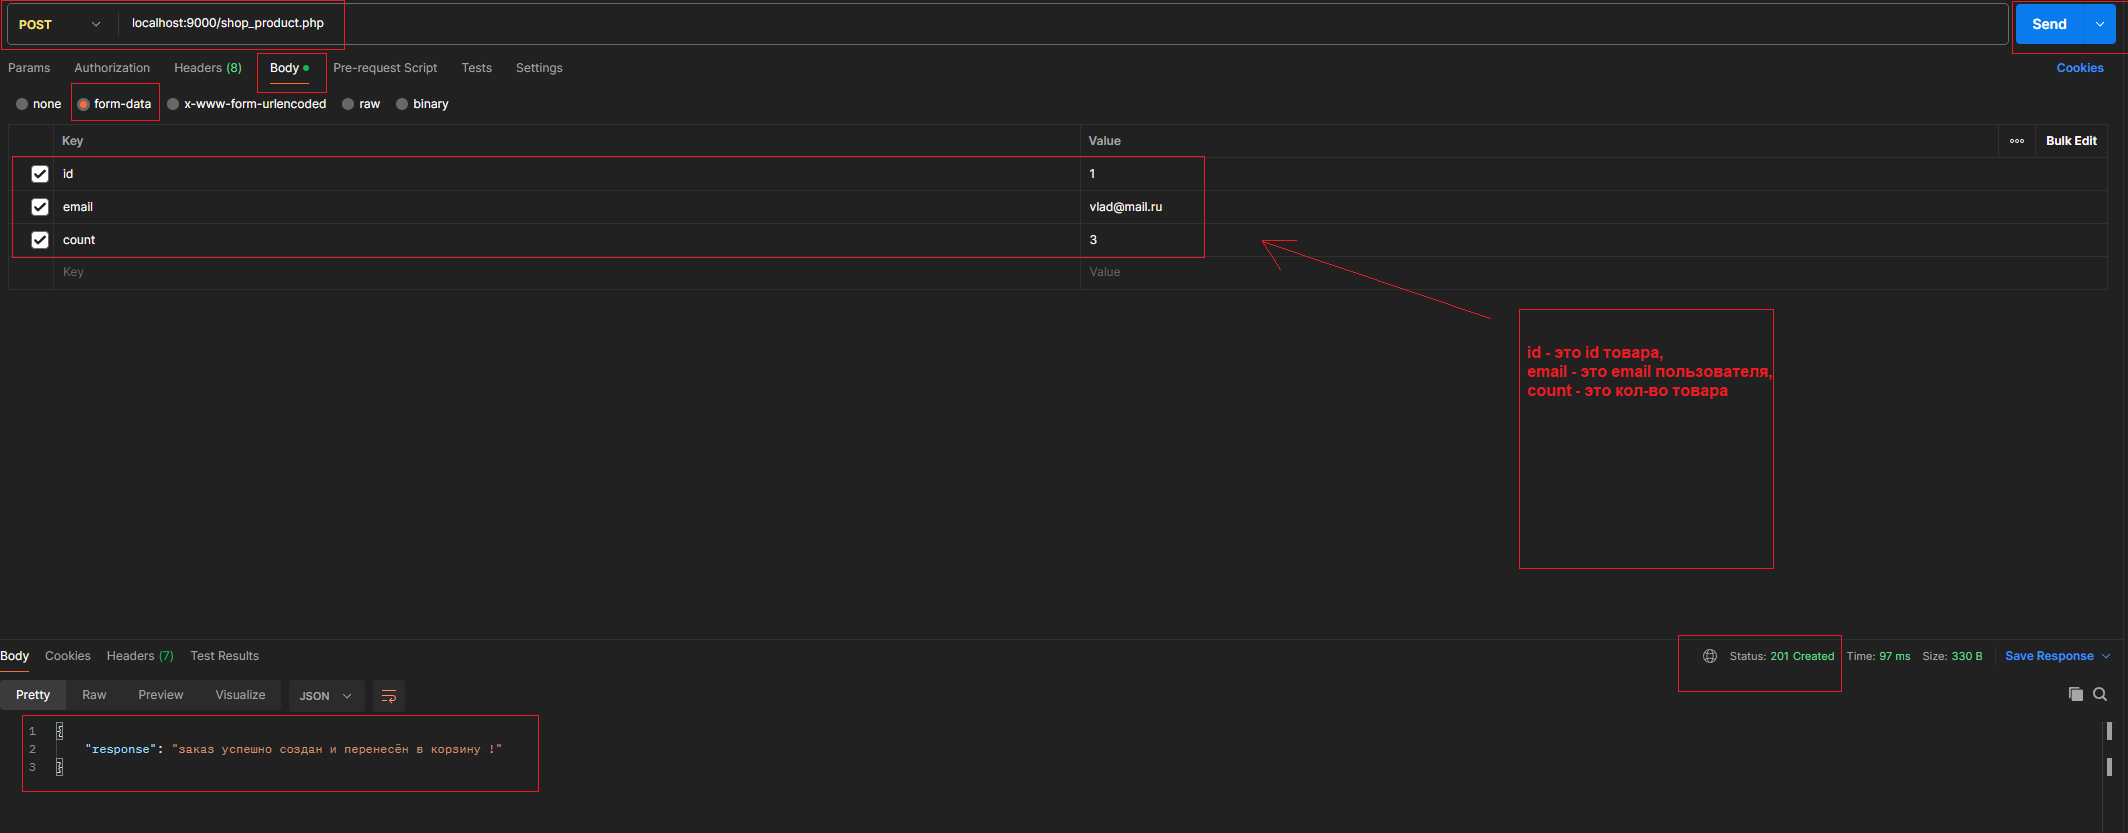 POST localhost:9000/shop_product.php Send
Params Authorization Headers (8) Body Pre-request Script Tests Settings Cookies
none form-data x-www-form-urlencoded raw binary
Key Value Bulk Edit
id 1
email vlad@mail.ru
count 3
Key Value
id - это id товара,
email - это email пользователя,
count - это кол-во товара
Body Cookies Headers (7) Test Results Status: 201 Created Time: 97 ms Size: 330 B Save Response
Pretty Raw Preview Visualize JSON
1 {
2 "response": "заказ успешно создан и перенесён в корзину !"
3 }